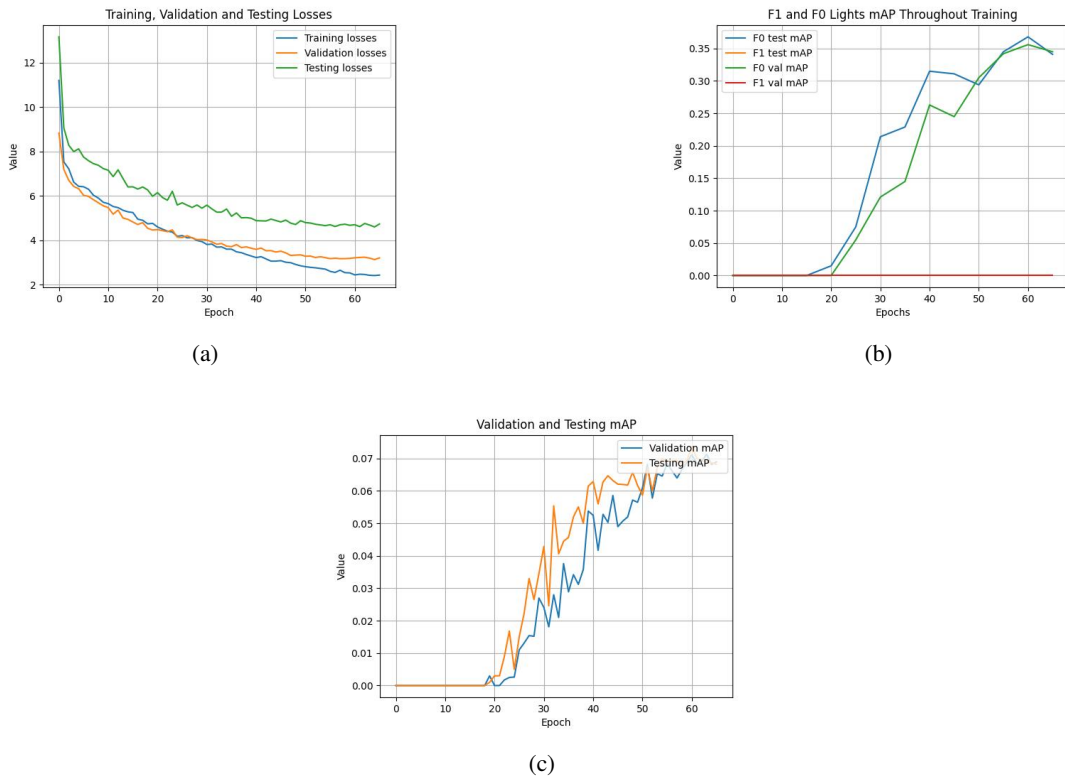 Training, Validation and Testing Losses
Training losses
Validation losses
Testing losses
Value
12
10
8
6
4
2
0 10 20 30 40 50 60
Epoch
(a)
F1 and F0 Lights mAP Throughout Training
F0 test mAP
F1 test mAP
F0 val mAP
F1 val mAP
Value
0.35
0.30
0.25
0.20
0.15
0.10
0.05
0.00
0 10 20 30 40 50 60
Epochs
(b)
Validation and Testing mAP
Validation mAP
Testing mAP
Value
0.07
0.06
0.05
0.04
0.03
0.02
0.01
0.00
0 10 20 30 40 50 60
Epoch
(c)